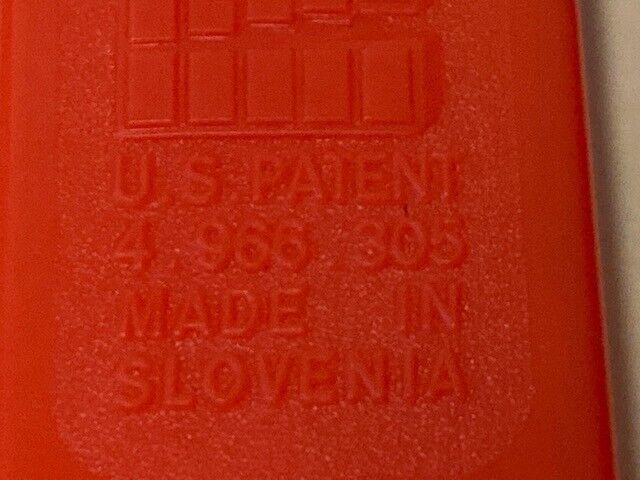 U.S. PATENT
4.966.305
MADE IN
SLOVENIA